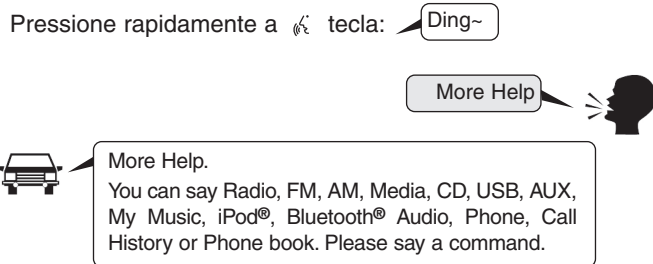 Pressione rapidamente a tecla:
Ding~
More Help
More Help.
You can say Radio, FM, AM, Media, CD, USB, AUX,
My Music, iPod®, Bluetooth® Audio, Phone, Call
History or Phone book. Please say a command.